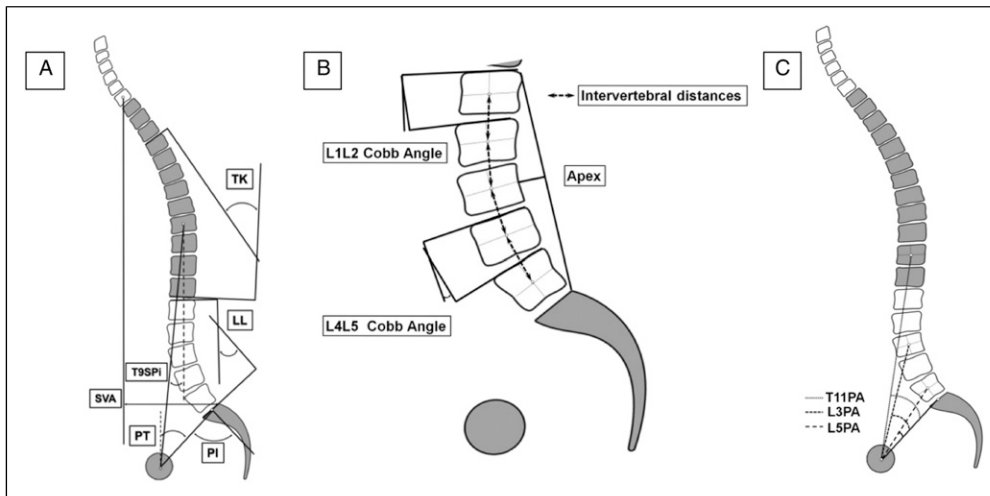 A
TK
LL
T9SPi
SVA
PT
PI
B
Intervertebral distances
L1L2 Cobb Angle
Apex
L4L5 Cobb Angle
C
T11PA
L3PA
L5PA